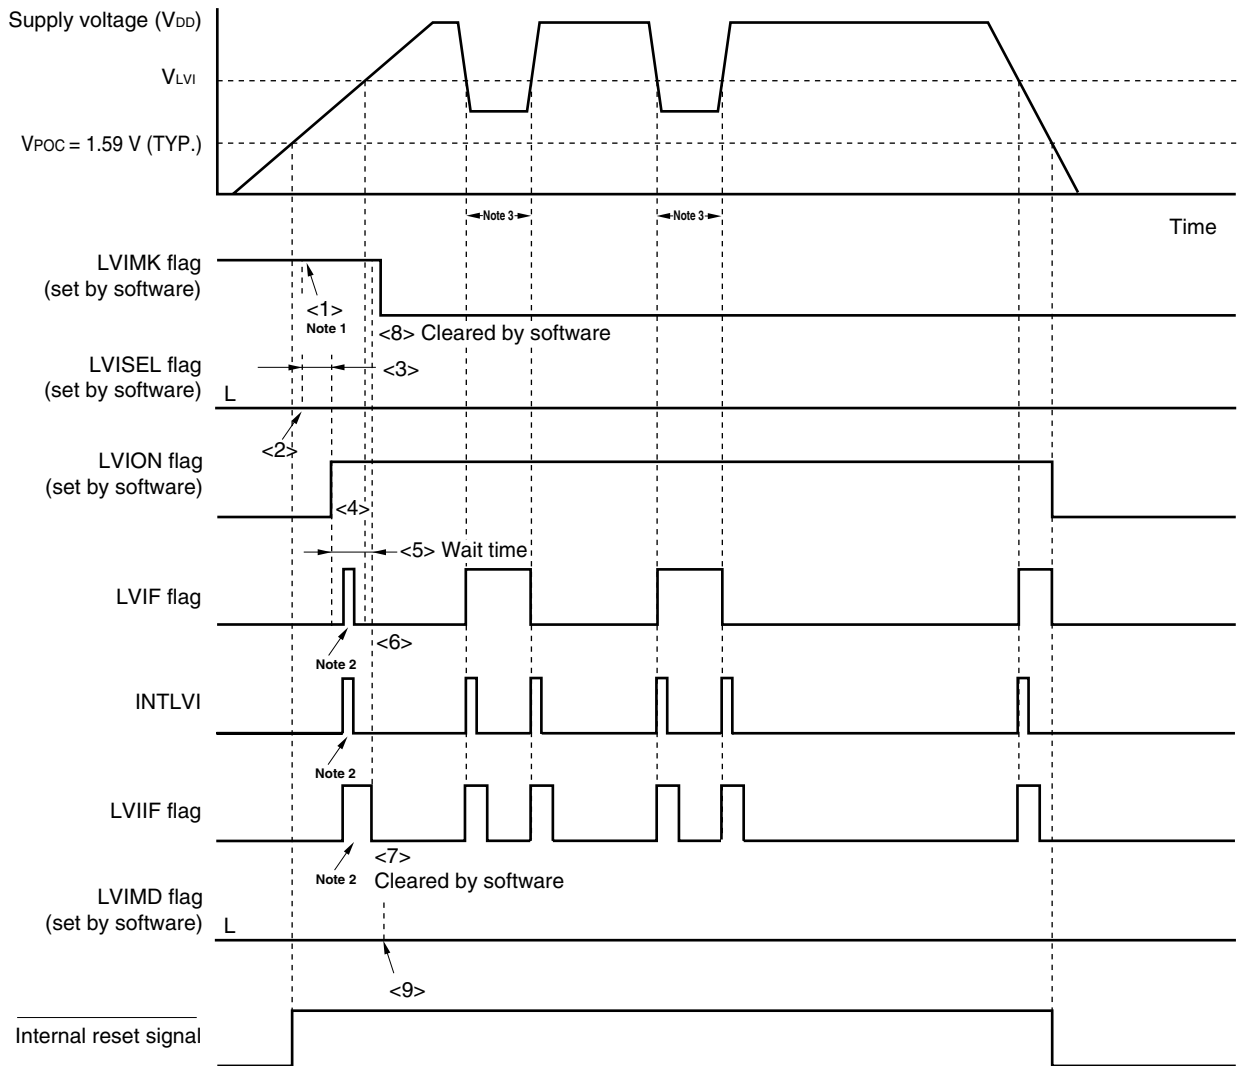 Supply voltage (VDD)
VLVI
VPOC = 1.59 V (TYP.)
Note 3
Note 3
Time
LVIMK flag
(set by software)
<1>
Note 1
<8> Cleared by software
LVISEL flag
(set by software)
L
<3>
<2>
LVION flag
(set by software)
<4>
<5> Wait time
LVIF flag
<6>
Note 2
INTLVI
Note 2
LVIIF flag
Note 2
<7>
Cleared by software
LVIMD flag
(set by software)
L
<9>
Internal reset signal